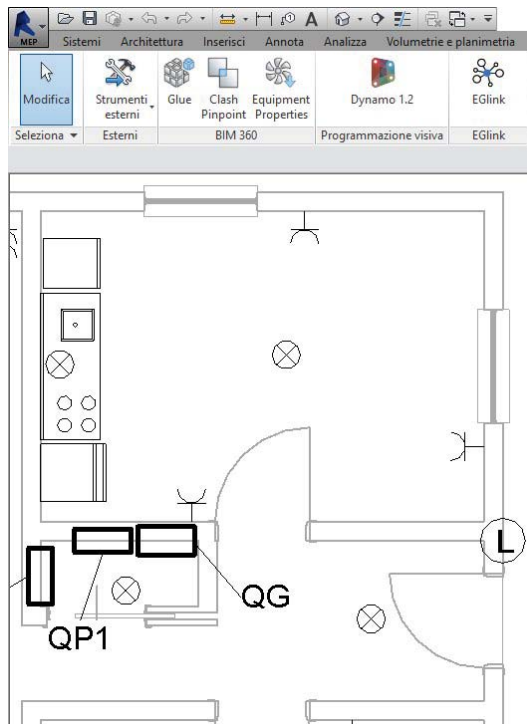 MEP
Sistemi Architettura Inserisci Annota Analizza Volumetrie e planimetria
Modifica Strumenti esterni Glue Clash Pinpoint Equipment Properties Dynamo 1.2 EGlink
Seleziona Esterni BIM 360 Programmazione visiva EGlink
L
QG
QP1